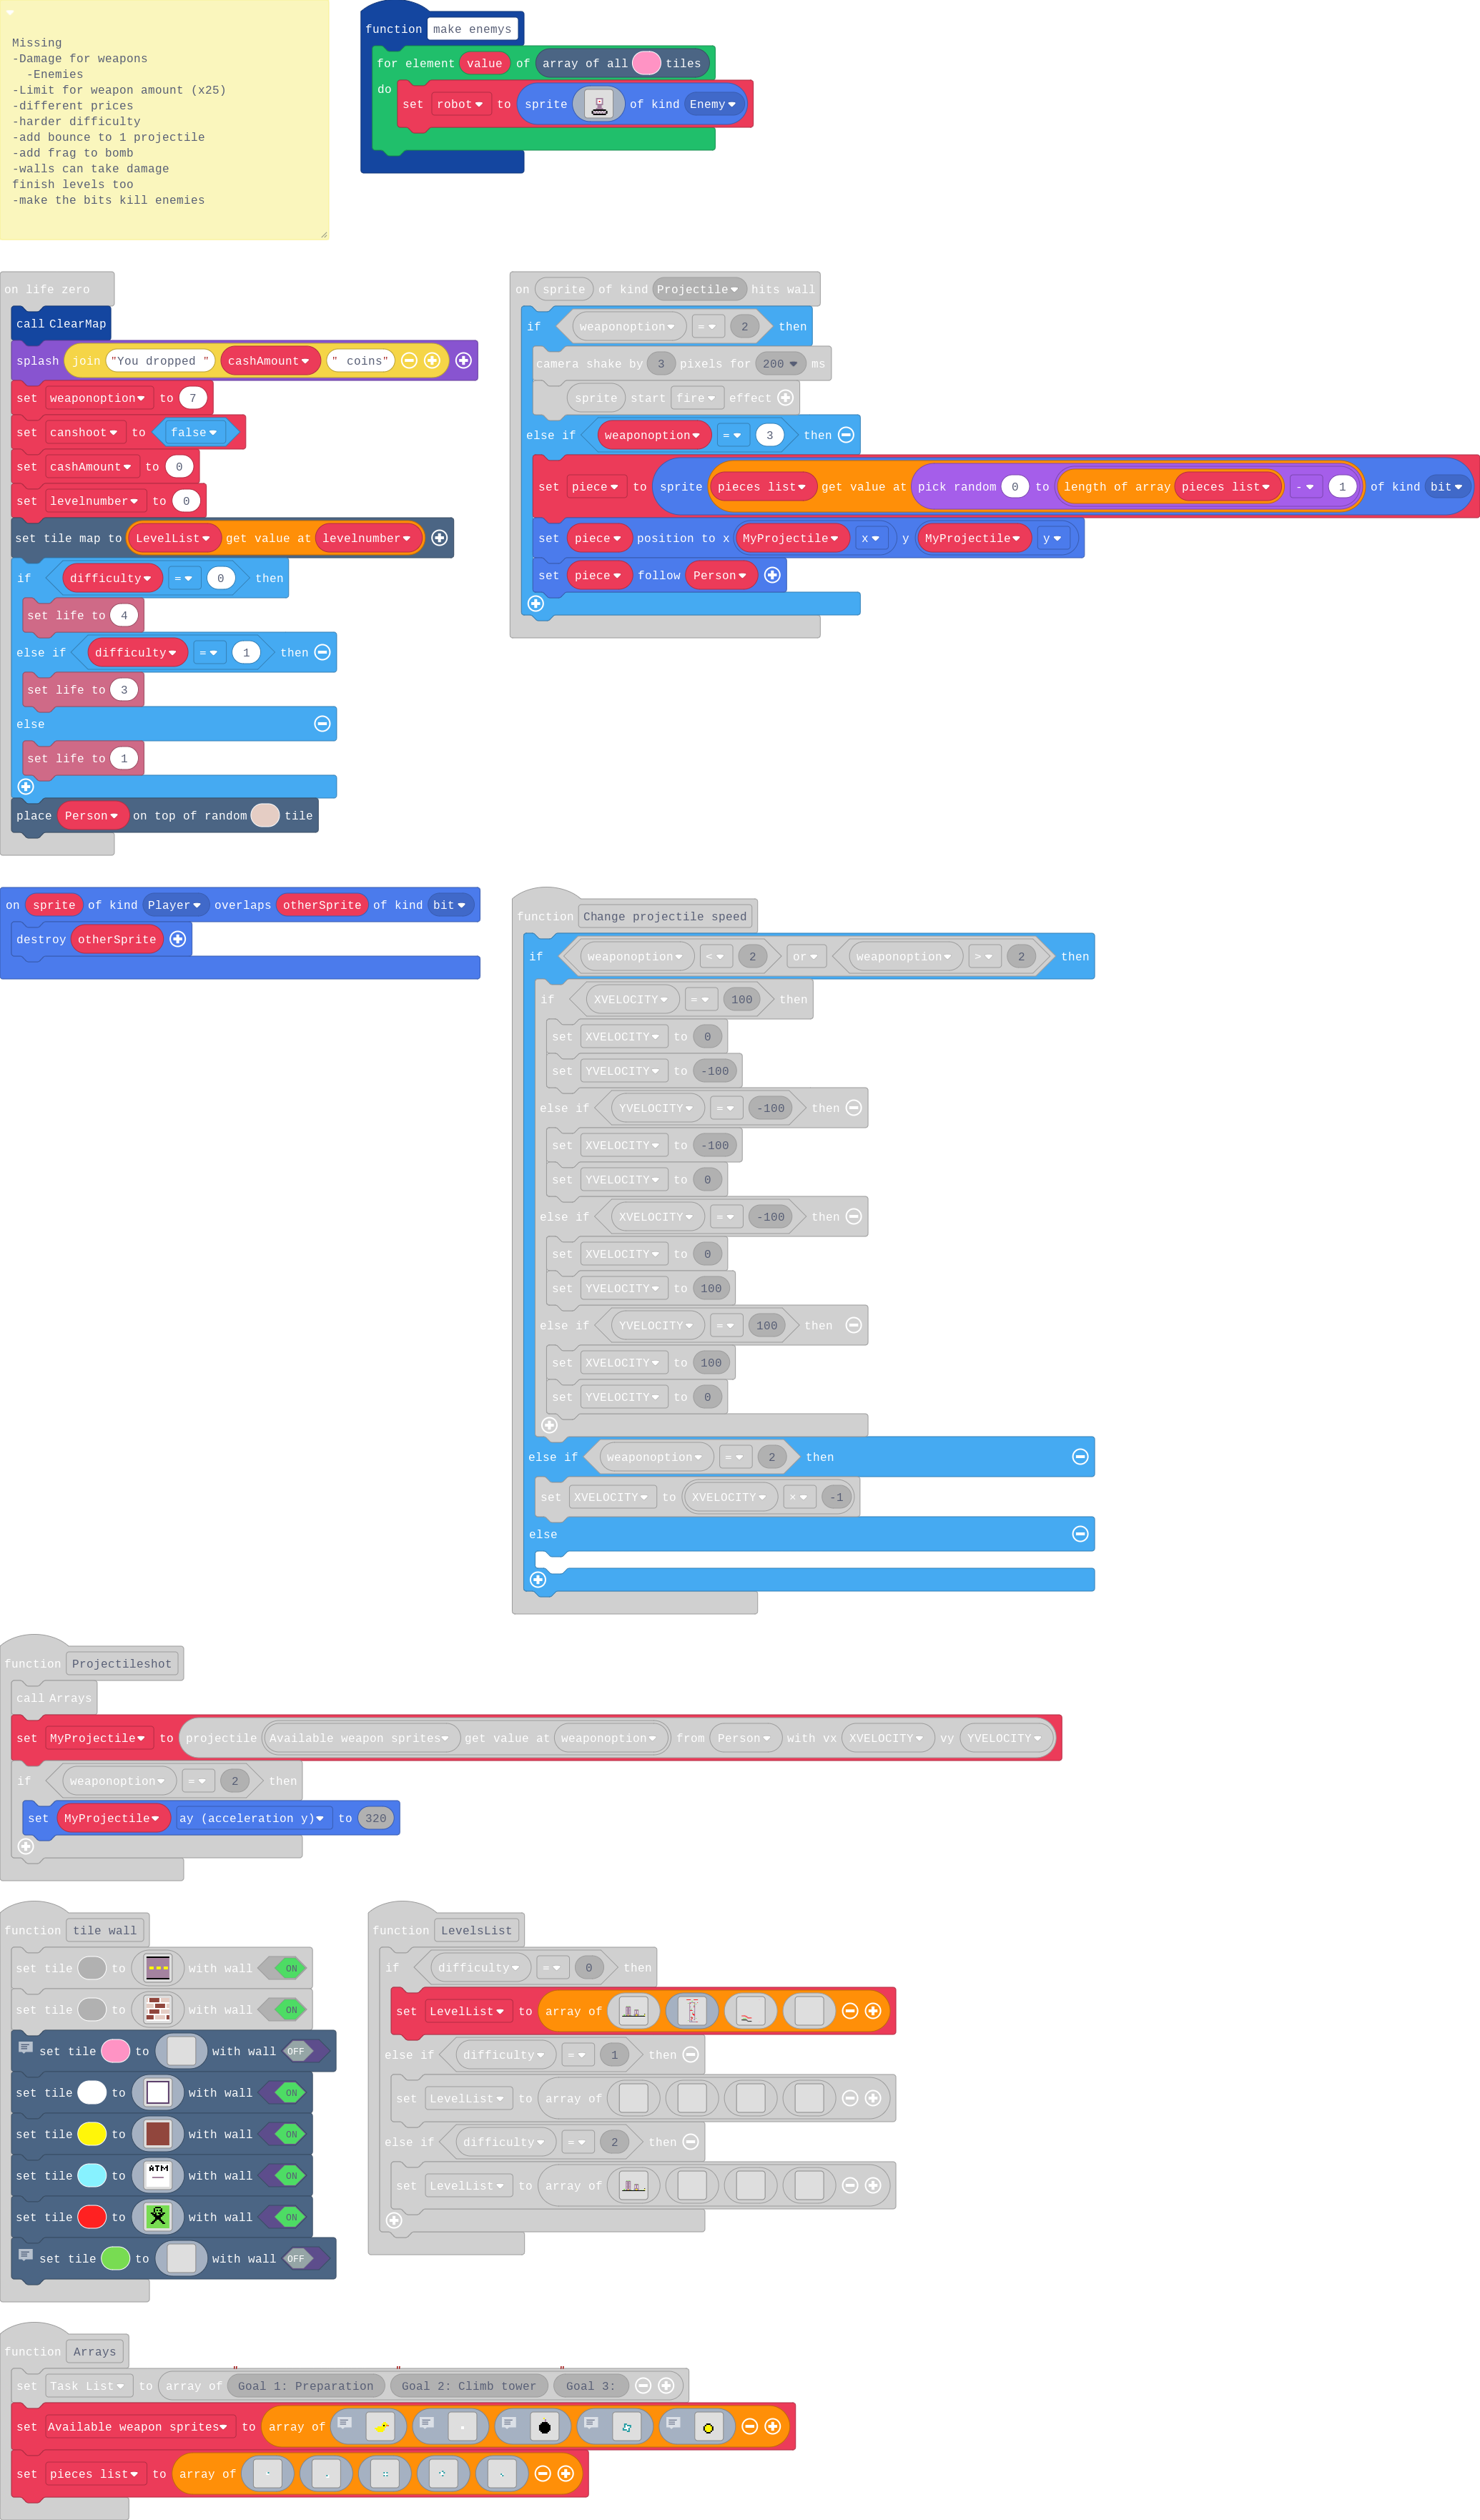 Missing
-Damage for weapons
-Enemies
-Limit for weapon amount (x25)
-different prices
-harder difficulty
-add bounce to 1 projectile
-add frag to bomb
-walls can take damage
finish levels too
-make the bits kill enemies
function make enemys
for element value of array of all tiles
do set robot to sprite of kind Enemy
on life zero
call ClearMap
splash join "You dropped " cashAmount " coins"
set weaponoption to 7
set canshoot to false
set cashAmount to 0
set levelnumber to 0
set tile map to LevelList get value at levelnumber
if difficulty = 0 then
set life to 4
else if difficulty = 1 then
set life to 3
else
set life to 1
place Person on top of random tile
on sprite of kind Projectile hits wall
if weaponoption = 2 then
camera shake by 3 pixels for 200 ms
sprite start fire effect
else if weaponoption = 3 then
set piece to sprite pieces list get value at pick random 0 to length of array pieces list - 1 of kind bit
set piece position to x MyProjectile x y MyProjectile y
set piece follow Person
on sprite of kind Player overlaps otherSprite of kind bit
destroy otherSprite
function Change projectile speed
if weaponoption < 2 or weaponoption > 2 then
if XVELOCITY = 100 then
set XVELOCITY to 0
set YVELOCITY to -100
else if YVELOCITY = -100 then
set XVELOCITY to -100
set YVELOCITY to 0
else if XVELOCITY = -100 then
set XVELOCITY to 0
set YVELOCITY to 100
else if YVELOCITY = 100 then
set XVELOCITY to 100
set YVELOCITY to 0
else if weaponoption = 2 then
set XVELOCITY to XVELOCITY × -1
else
function Projectileshot
call Arrays
set MyProjectile to projectile Available weapon sprites get value at weaponoption from Person with vx XVELOCITY vy YVELOCITY
if weaponoption = 2 then
set MyProjectile ay (acceleration y) to 320
function tile wall
set tile to with wall ON
set tile to with wall ON
set tile to with wall OFF
set tile to with wall ON
set tile to with wall ON
set tile to ATM with wall ON
set tile to with wall ON
set tile to with wall OFF
function LevelsList
if difficulty = 0 then
set LevelList to array of
else if difficulty = 1 then
set LevelList to array of
else if difficulty = 2 then
set LevelList to array of
function Arrays
set Task List to array of " Goal 1: Preparation " Goal 2: Climb tower " Goal 3:
set Available weapon sprites to array of
set pieces list to array of